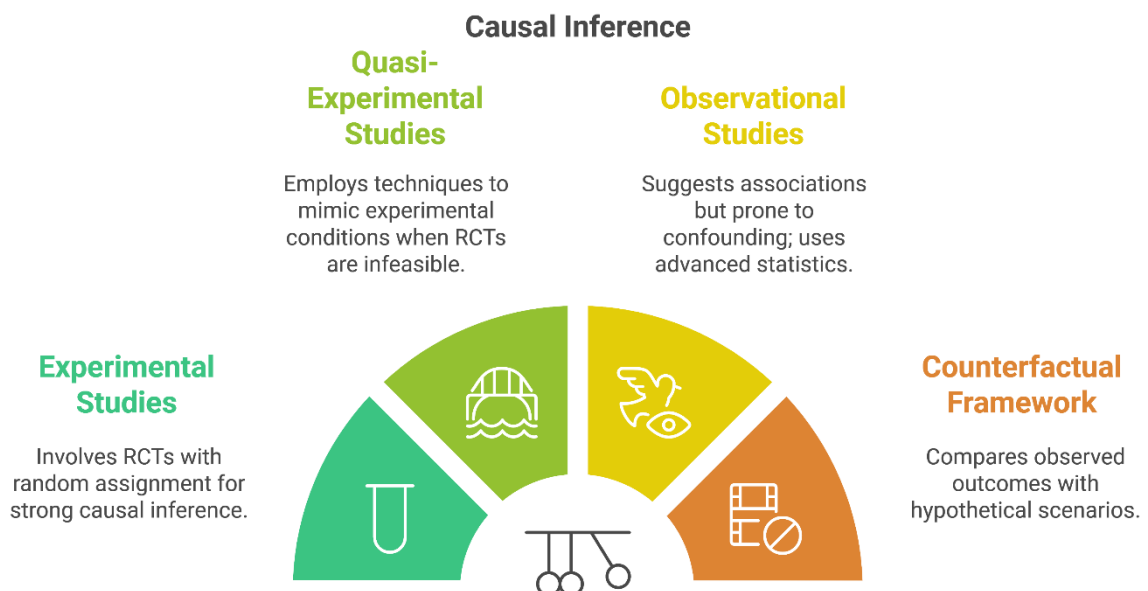 Causal Inference
Quasi-
Experimental
Studies
Employs techniques to
mimic experimental
conditions when RCTs
are infeasible.
Observational
Studies
Suggests associations
but prone to
confounding; uses
advanced statistics.
Experimental
Studies
Involves RCTs with
random assignment for
strong causal inference.
Counterfactual
Framework
Compares observed
outcomes with
hypothetical scenarios.